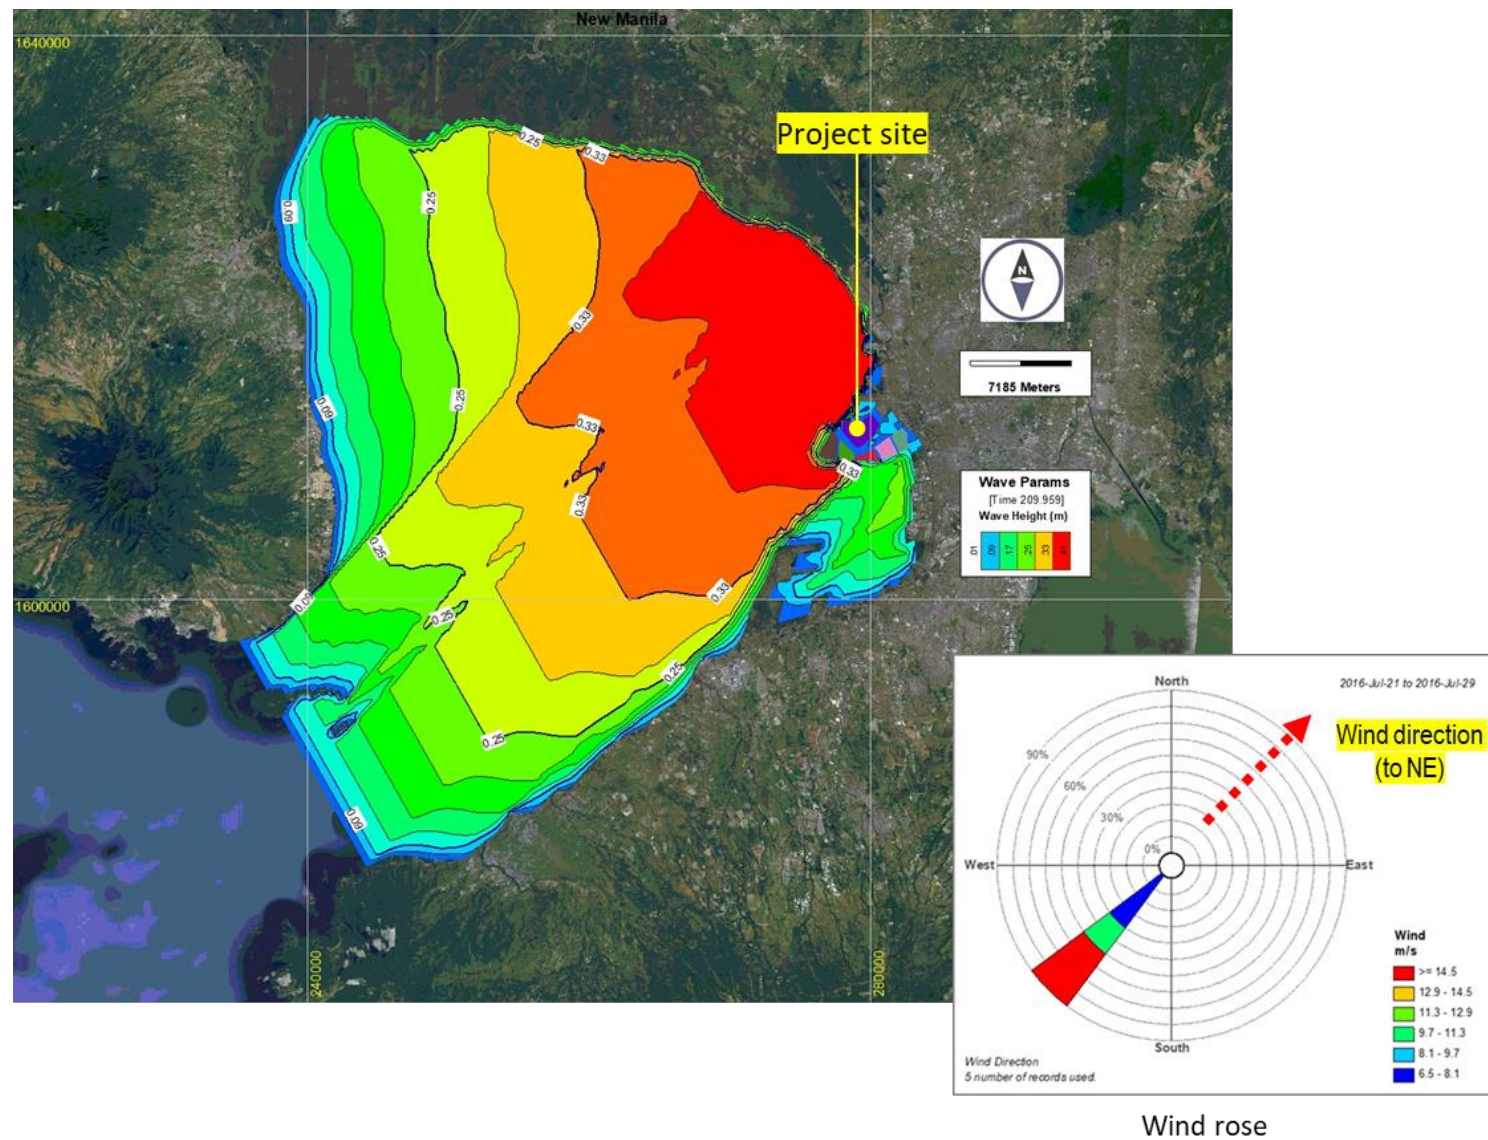 New Manila
1640000
Project site
0.25
0.33
0.09
0.25
0.33
0.25
0.09
0.33
0.33
0.33
0.25
0.09
0.33
0.25
0.25
0.25
0.09
N
7185 Meters
Wave Params
[Time 209.959]
Wave Height (m)
.01 .09 .17 .25 .33 .41
1600000
240000
280000
North
2016-Jul-21 to 2016-Jul-29
Wind direction
(to NE)
90%
60%
30%
0%
West
East
South
Wind
m/s
>= 14.5
12.9 - 14.5
11.3 - 12.9
9.7 - 11.3
8.1 - 9.7
6.5 - 8.1
Wind Direction
5 number of records used.
Wind rose